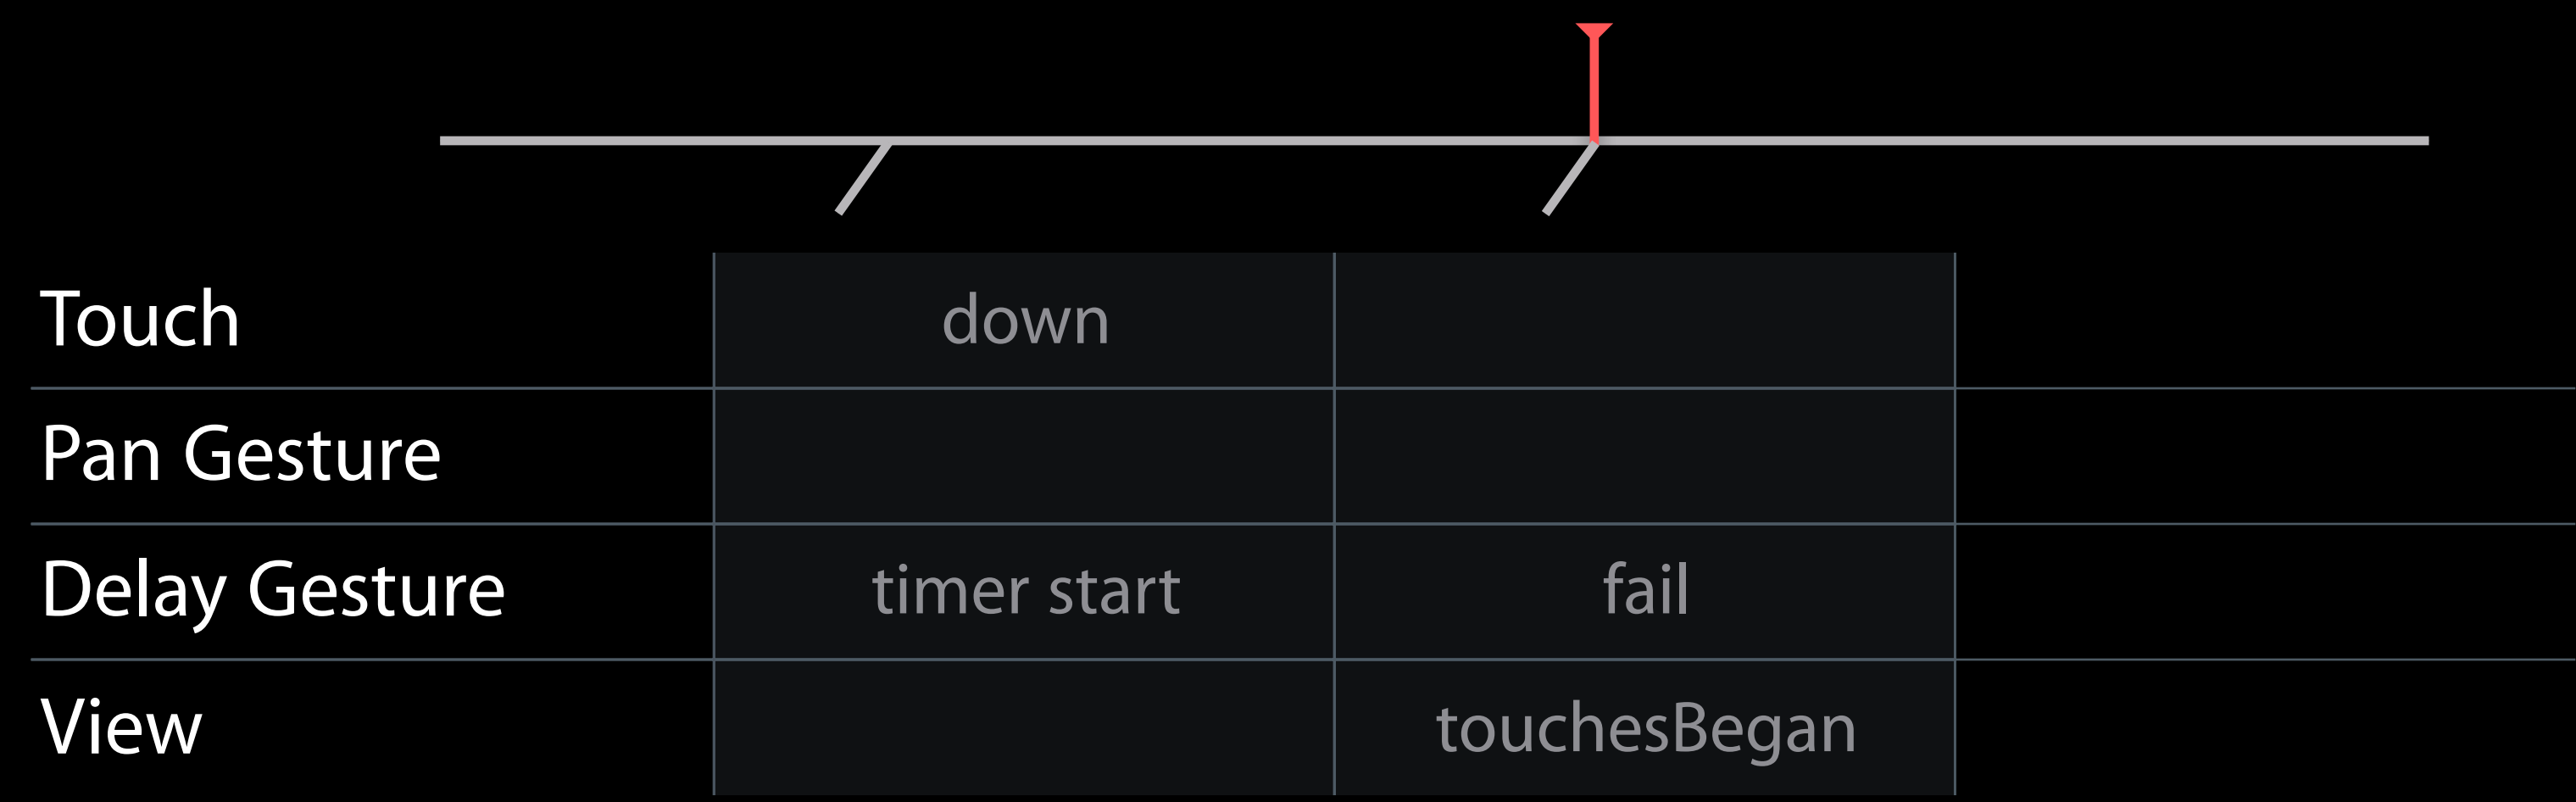 Touch down
Pan Gesture
Delay Gesture timer start fail
View touchesBegan